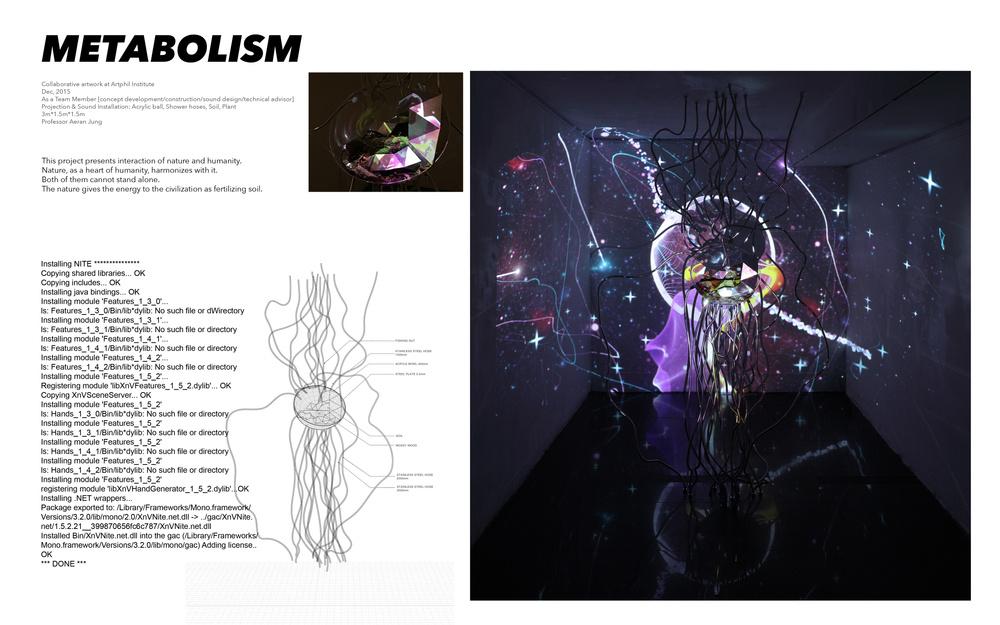 METABOLISM
Collaborative artwork at Artphil Institute
Dec, 2015
As a Team Member [concept development/construction/sound design/technical advisor]
Projection & Sound Installation: Acrylic ball, Shower hoses, Soil, Plant
3m*1.5m*1.5m
Professor Aeran Jung
This project presents interaction of nature and humanity.
Nature, as a heart of humanity, harmonizes with it.
Both of them cannot stand alone.
The nature gives the energy to the civilization as fertilizing soil.
Installing NITE ***************
Copying shared libraries... OK
Copying includes... OK
Installing java bindings... OK
Installing module 'Features_1_3_0'...
ls: Features_1_3_0/Bin/lib*dylib: No such file or dWirectory
Installing module 'Features_1_3_1'...
ls: Features_1_3_1/Bin/lib*dylib: No such file or directory
Installing module 'Features_1_4_1'...
ls: Features_1_4_1/Bin/lib*dylib: No such file or directory
Installing module 'Features_1_4_2'...
ls: Features_1_4_2/Bin/lib*dylib: No such file or directory
Installing module 'Features_1_5_2'...
Registering module 'libXnVFeatures_1_5_2.dylib'... OK
Copying XnVSceneServer... OK
Installing module 'Features_1_5_2'
ls: Hands_1_3_0/Bin/lib*dylib: No such file or directory
Installing module 'Features_1_5_2'
ls: Hands_1_3_1/Bin/lib*dylib: No such file or directory
Installing module 'Features_1_5_2'
ls: Hands_1_4_1/Bin/lib*dylib: No such file or directory
Installing module 'Features_1_5_2'
ls: Hands_1_4_2/Bin/lib*dylib: No such file or directory
Installing module 'Features_1_5_2'
registering module 'libXnVHandGenerator_1_5_2.dylib'...OK
Installing .NET wrappers...
Package exported to: /Library/Frameworks/Mono.framework/
Versions/3.2.0/lib/mono/2.0/XnVNite.net.dll -> ../gac/XnVNite.
net/1.5.2.21__399870656fc6c787/XnVNite.net.dll
Installed Bin/XnVNite.net.dll into the gac (/Library/Frameworks/
Mono.framework/Versions/3.2.0/lib/mono/gac) Adding license..
OK
*** DONE ***
STAINLESS STEEL HOSE
SOIL
MOSSY WOOD
STAINLESS STEEL HOSE
STAINLESS STEEL HOSE